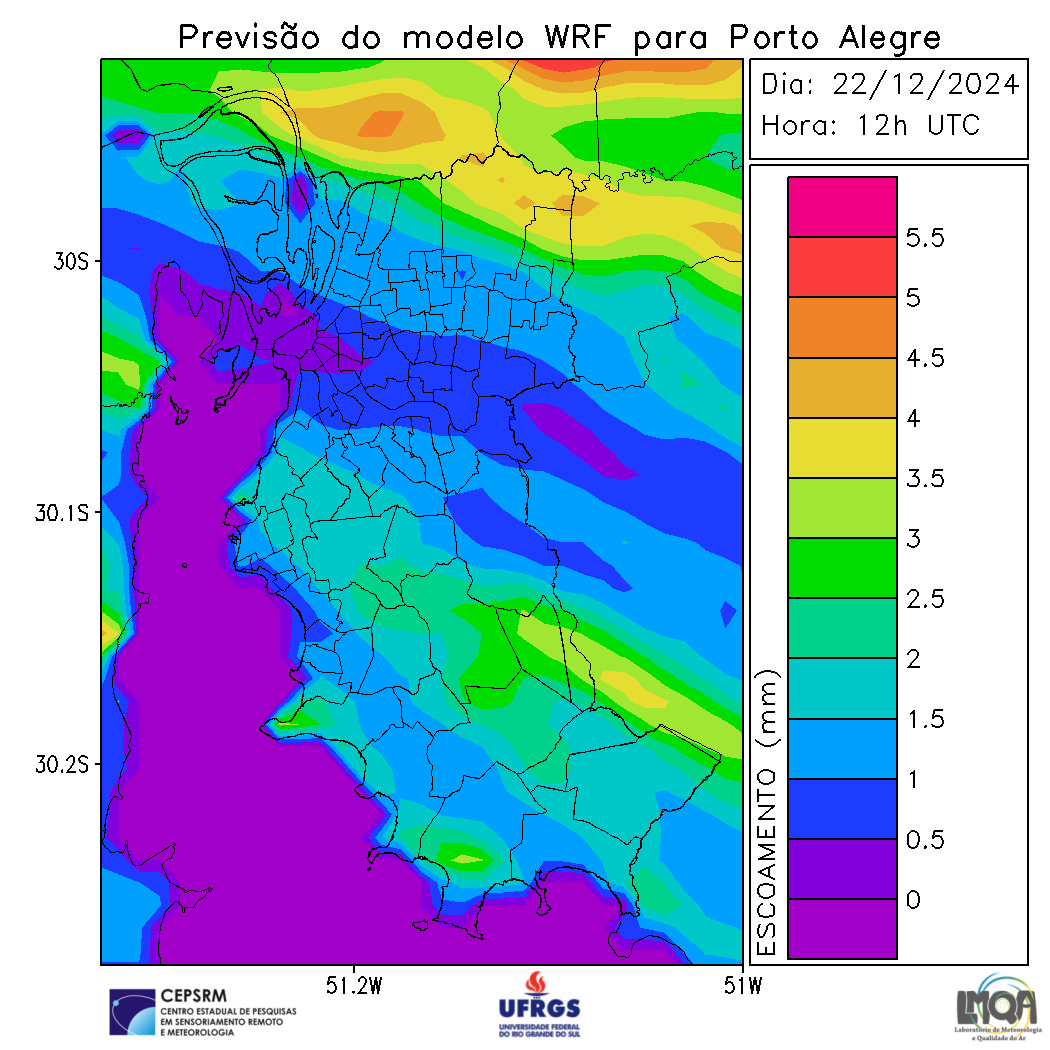 Previsão do modelo WRF para Porto Alegre
Dia: 22/12/2024
Hora: 12h UTC
30S
30.1S
30.2S
51.2W
51W
5.5
5
4.5
4
3.5
3
2.5
2
1.5
1
0.5
0
ESCOAMENTO (mm)
CEPSRM
CENTRO ESTADUAL DE PESQUISAS
EM SENSORIAMENTO REMOTO
E METEOROLOGIA
UFRGS
UNIVERSIDADE FEDERAL
DO RIO GRANDE DO SUL
LMQA
Laboratório de Meteorologia
e Qualidade do Ar